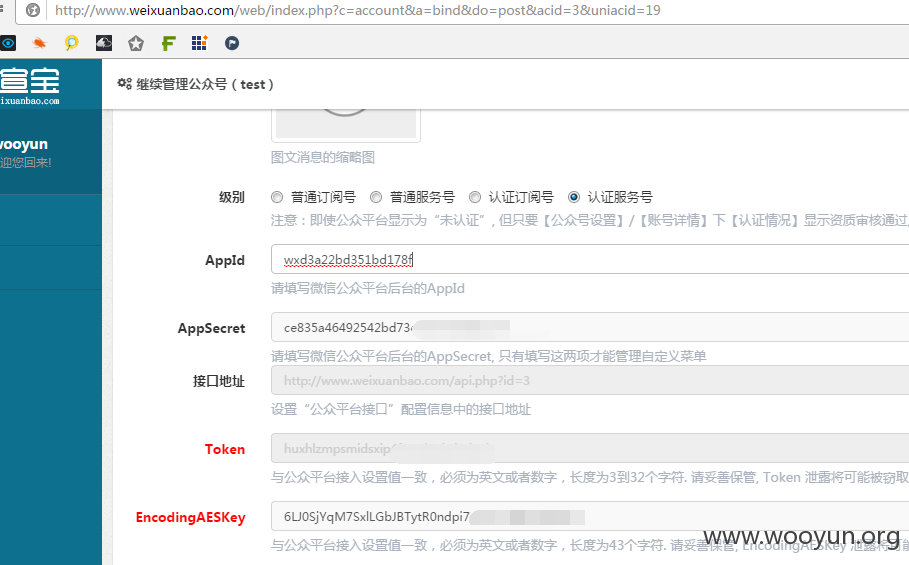 http://www.weixuanbao.com/web/index.php?c=account&a=bind&do=post&acid=3&uniacid=19
宣宝
ixuanbao.com
继续管理公众号（test）
wooyun
迎您回来!
图文消息的缩略图
级别 普通订阅号 普通服务号 认证订阅号 认证服务号
注意：即使公众平台显示为“未认证”, 但只要【公众号设置】/【账号详情】下【认证情况】显示资质审核通过,
AppId wxd3a22bd351bd178f
请填写微信公众平台后台的AppId
AppSecret ce835a46492542bd73
请填写微信公众平台后台的AppSecret, 只有填写这两项才能管理自定义菜单
接口地址 http://www.weixuanbao.com/api.php?id=3
设置“公众平台接口”配置信息中的接口地址
Token huxhlzmpsmidsxip
与公众平台接入设置值一致，必须为英文或者数字，长度为3到32个字符. 请妥善保管, Token 泄露将可能被窃取
EncodingAESKey 6LJ0SjYqM7SxlLGbJBTytR0ndpi7
www.wooyun.org
与公众平台接入设置值一致，必须为英文或者数字，长度为43个字符. 请妥善保管, EncodingAESKey 泄露将可能